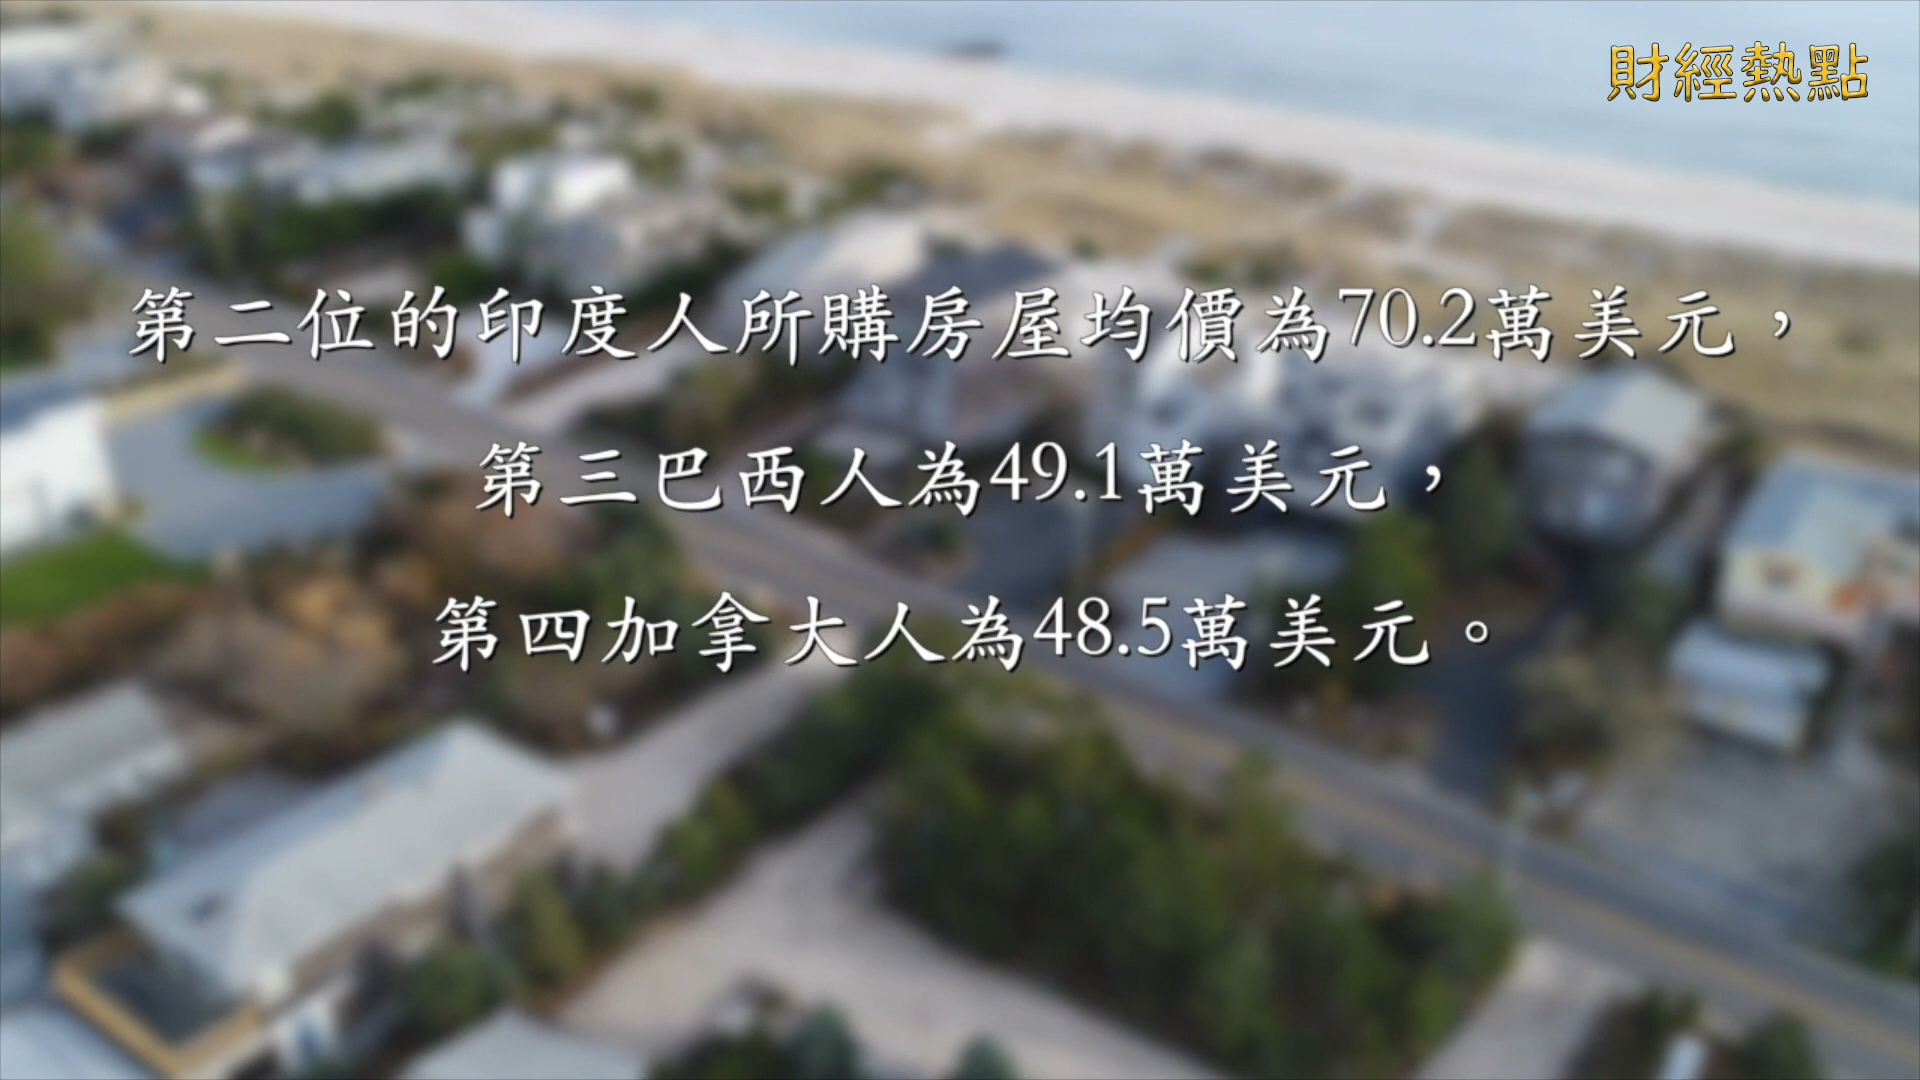 財經熱點
第二位的印度人所購房屋均價為70.2萬美元，
第三巴西人為49.1萬美元，
第四加拿大人為48.5萬美元。